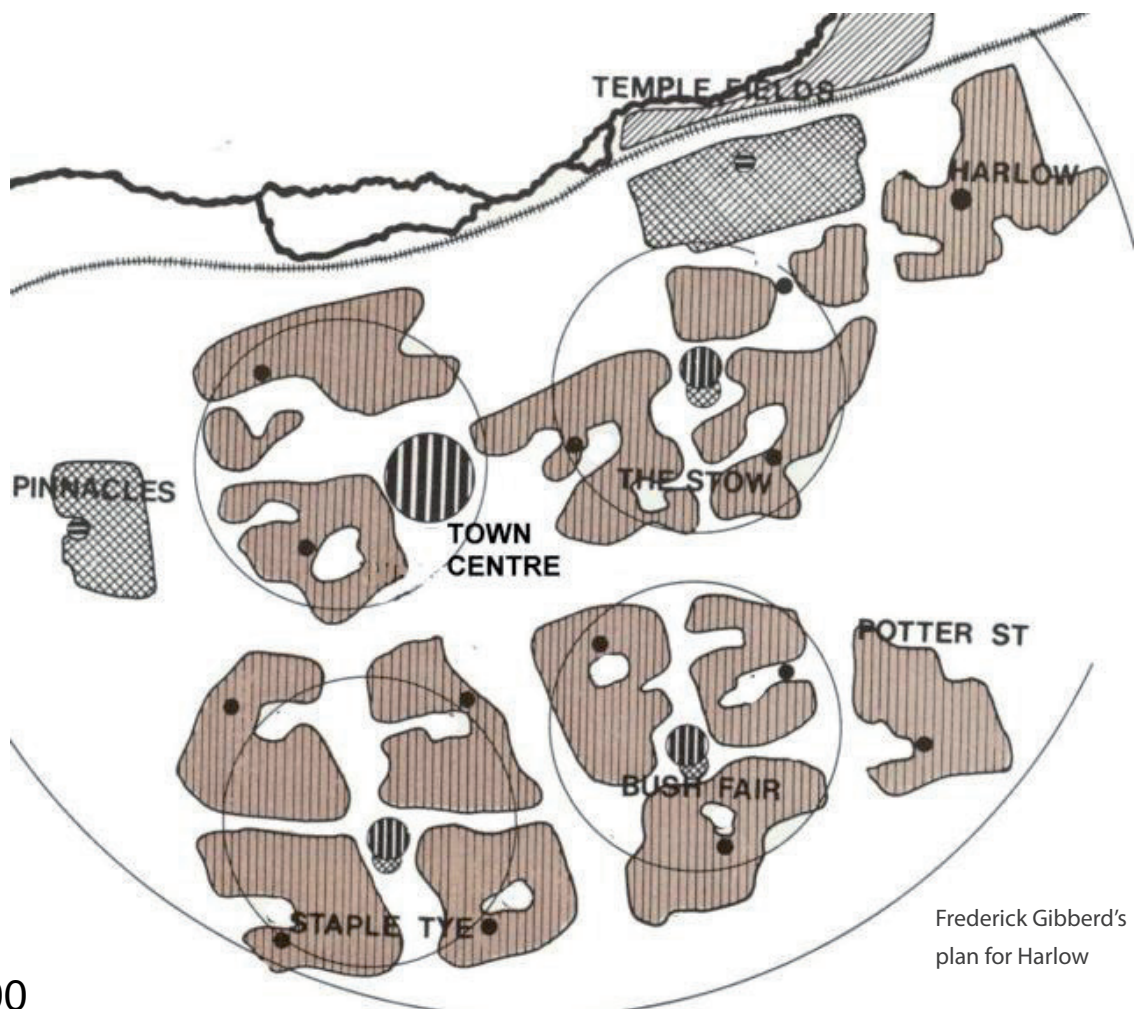 TEMPLE FIELDS
HARLOW
PINNACLES
THE STOW
TOWN
CENTRE
POTTER ST
BUSH FAIR
STAPLE TYE
Frederick Gibberd's
plan for Harlow